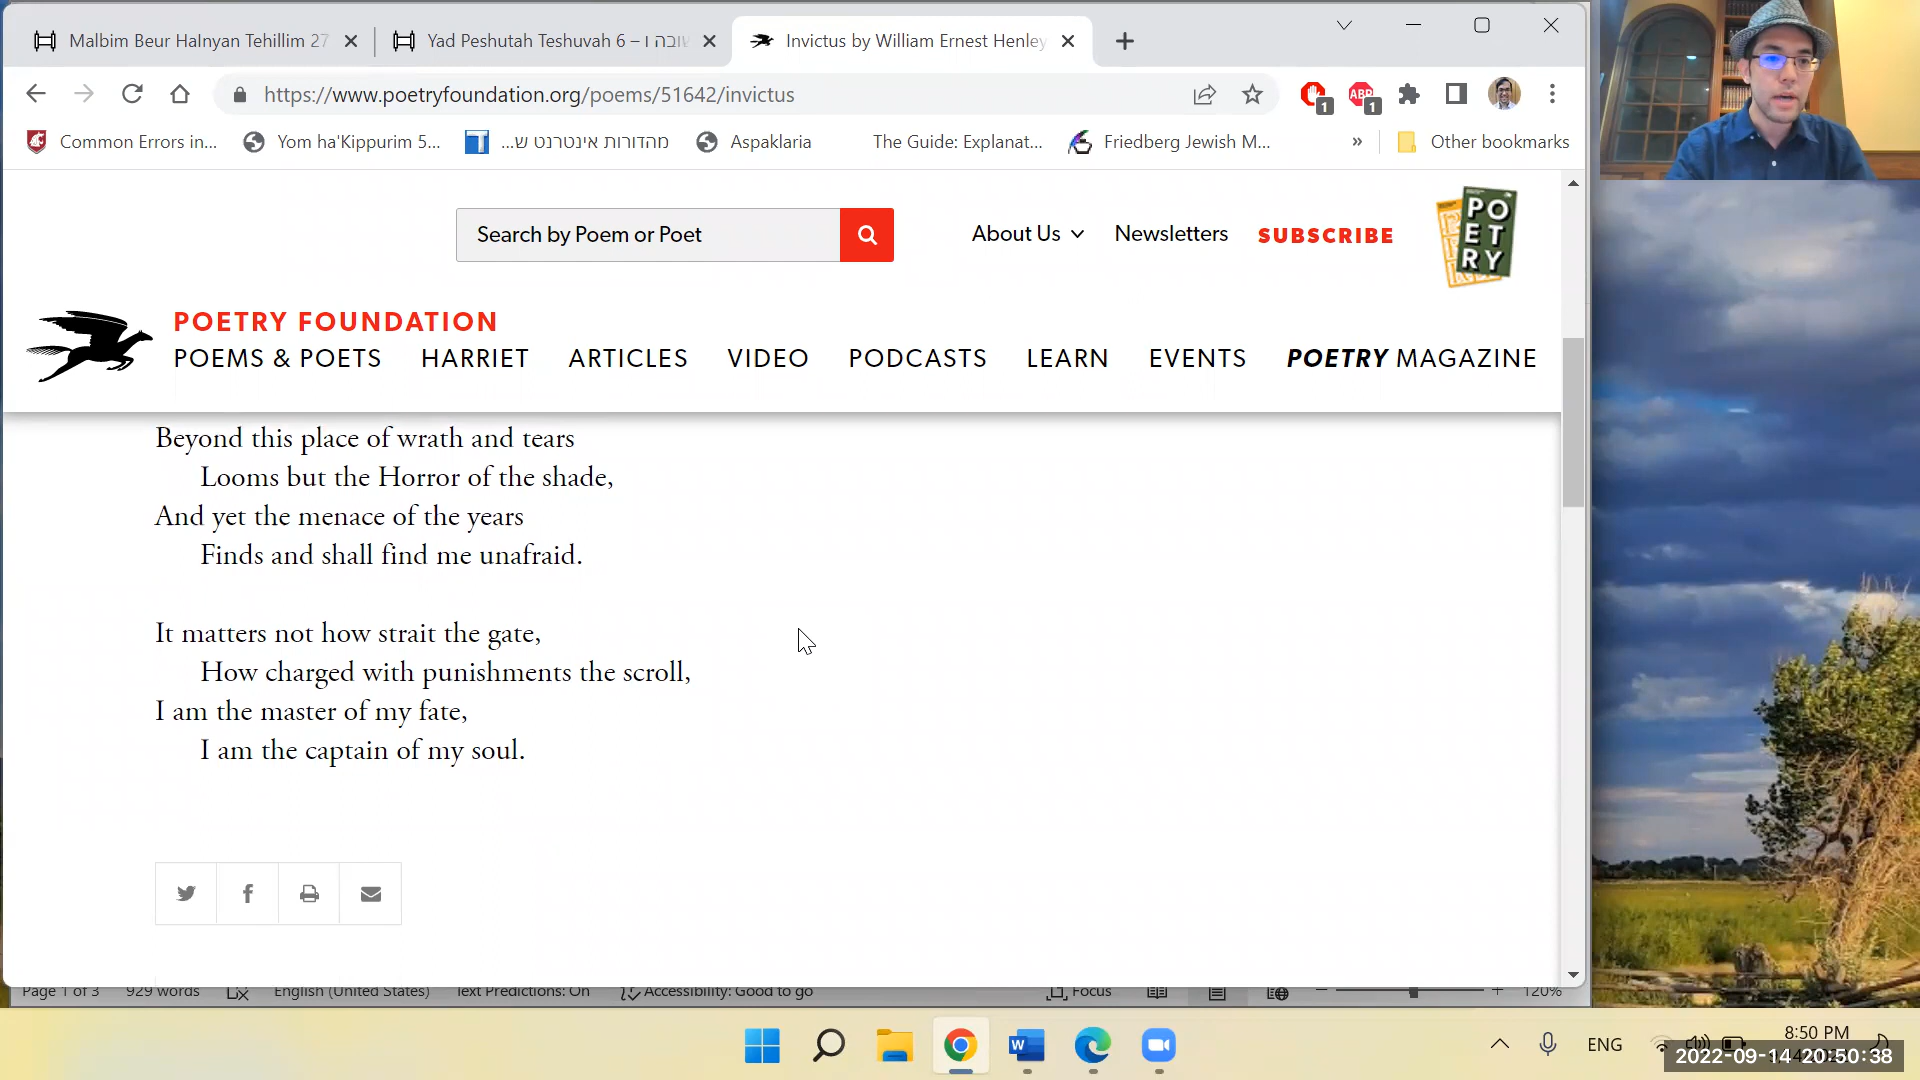 Malbim Beur HaInyan Tehillim 27
Yad Peshutah Teshuvah 6 – שובה ו
Invictus by William Ernest Henley
https://www.poetryfoundation.org/poems/51642/invictus
1
ABP
1
Common Errors in...
Yom ha'Kippurim 5...
מהדורות אינטרנט ש...
Aspaklaria
The Guide: Explanat...
Friedberg Jewish M...
»
Other bookmarks
Search by Poem or Poet
About Us
Newsletters
SUBSCRIBE
POETRY
POETRY FOUNDATION
POEMS & POETS HARRIET ARTICLES VIDEO PODCASTS LEARN EVENTS POETRY MAGAZINE
Beyond this place of wrath and tears
Looms but the Horror of the shade,
And yet the menace of the years
Finds and shall find me unafraid.
It matters not how strait the gate,
How charged with punishments the scroll,
I am the master of my fate,
I am the captain of my soul.
Page 1 of 3 929 words English (United States) Text Predictions: On Accessibility: Good to go Focus 120%
ENG
8:50 PM
2022-09-14 20:50:38